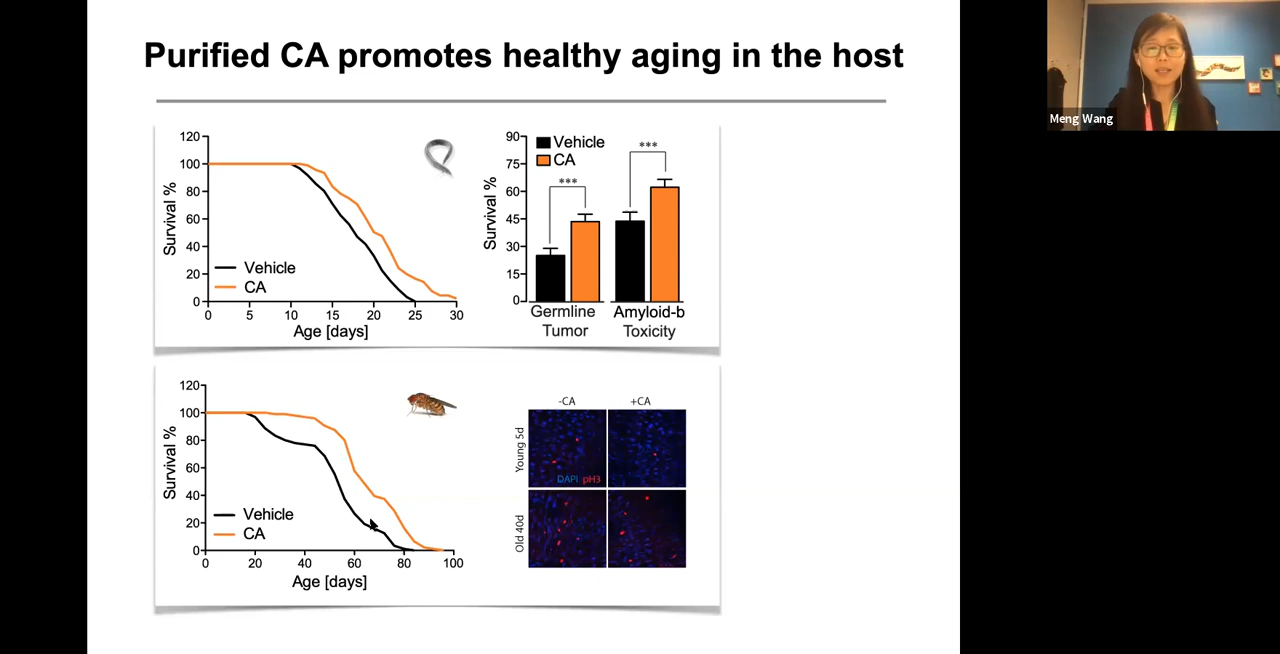 Purified CA promotes healthy aging in the host
Meng Wang
120
100
80
60
40
20
0
Survival %
Vehicle
CA
0 5 10 15 20 25 30
Age [days]
90
75
60
45
30
15
0
Survival %
Vehicle
CA
***
***
Germline
Tumor
Amyloid-b
Toxicity
120
100
80
60
40
20
0
Survival %
Vehicle
CA
0 20 40 60 80 100
Age [days]
-CA +CA
Young 5d
DAPI pH3
Old 40d